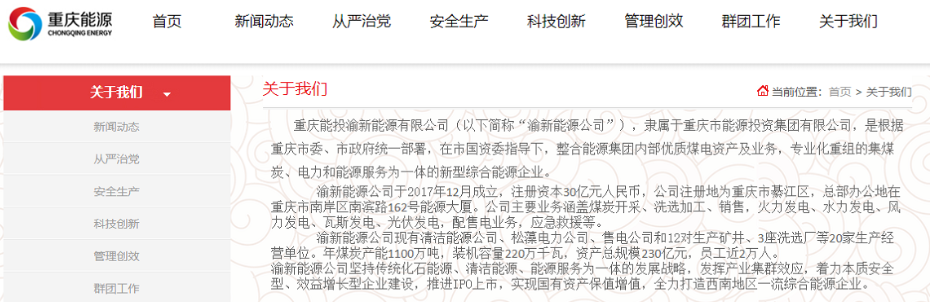 重庆能源
CHONGQING ENERGY
首页
新闻动态
从严治党
安全生产
科技创新
管理创效
群团工作
关于我们
关于我们
新闻动态
从严治党
安全生产
科技创新
管理创效
群团工作
关于我们
当前位置：首页 > 关于我们
重庆能投渝新能源有限公司（以下简称“渝新能源公司”），隶属于重庆市能源投资集团有限公司，是根据
重庆市委、市政府统一部署，在市国资委指导下，整合能源集团内部优质煤电资产及业务，专业化重组的集煤
炭、电力和能源服务为一体的新型综合能源企业。
渝新能源公司于2017年12月成立，注册资本30亿元人民币，公司注册地为重庆市綦江区，总部办公地在
重庆市南岸区南滨路162号能源大厦。公司主要业务涵盖煤炭开采、洗选加工、销售，火力发电、水力发电、风
力发电、瓦斯发电、光伏发电，配售电业务，应急救援等。
渝新能源公司现有清洁能源公司、松藻电力公司、售电公司和12对生产矿井、3座洗选厂等20家生产经
营单位。年煤炭产能1100万吨，装机容量220万千瓦，资产总规模230亿元，员工近2万人。
渝新能源公司坚持传统化石能源、清洁能源、能源服务为一体的发展战略，发挥产业集群效应，着力本质安全
型、效益增长型企业建设，推进IPO上市，实现国有资产保值增值，全力打造西南地区一流综合能源企业。